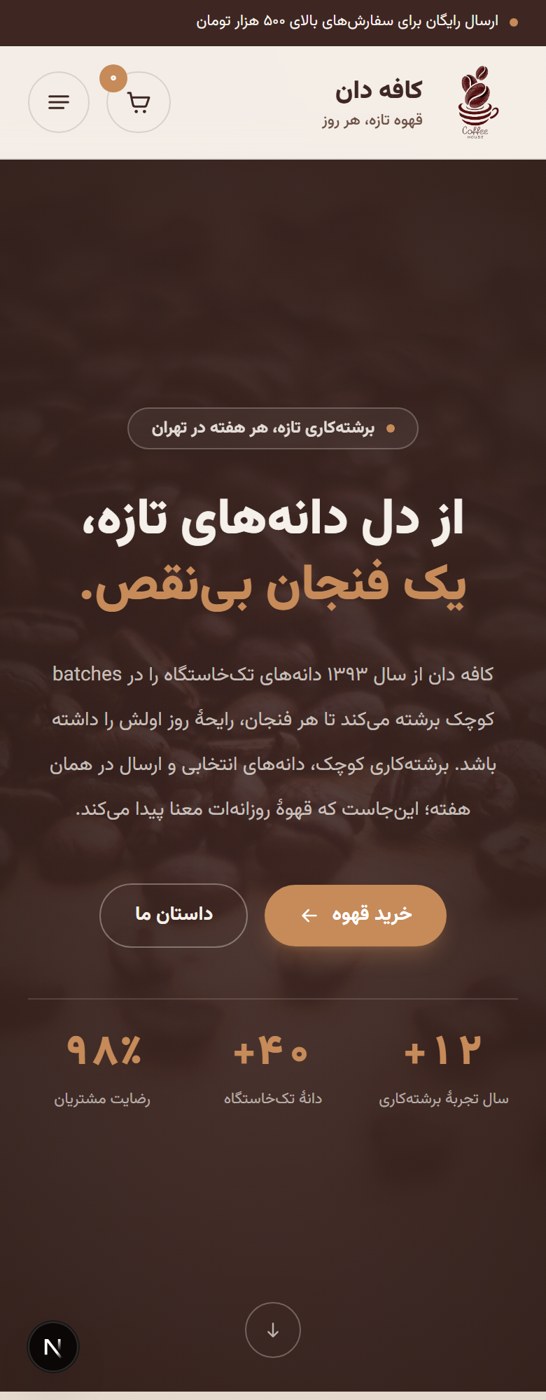 ارسال رایگان برای سفارش‌های بالای ۵۰۰ هزار تومان
۰
کافه دان
قهوه تازه، هر روز
Coffee
HOUSE
برشته‌کاری تازه، هر هفته در تهران
از دل دانه‌های تازه،
یک فنجان بی‌نقص.
کافه دان از سال ۱۳۹۳ دانه‌های تک‌خاستگاه را در batches
کوچک برشته می‌کند تا هر فنجان، رایحهٔ روز اولش را داشته
باشد. برشته‌کاری کوچک، دانه‌های انتخابی و ارسال در همان
هفته؛ این‌جاست که قهوهٔ روزانه‌ات معنا پیدا می‌کند.
خرید قهوه ←
داستان ما
+۱۲
سال تجربهٔ برشته‌کاری
+۴۰
دانهٔ تک‌خاستگاه
۹۸٪
رضایت مشتریان
N